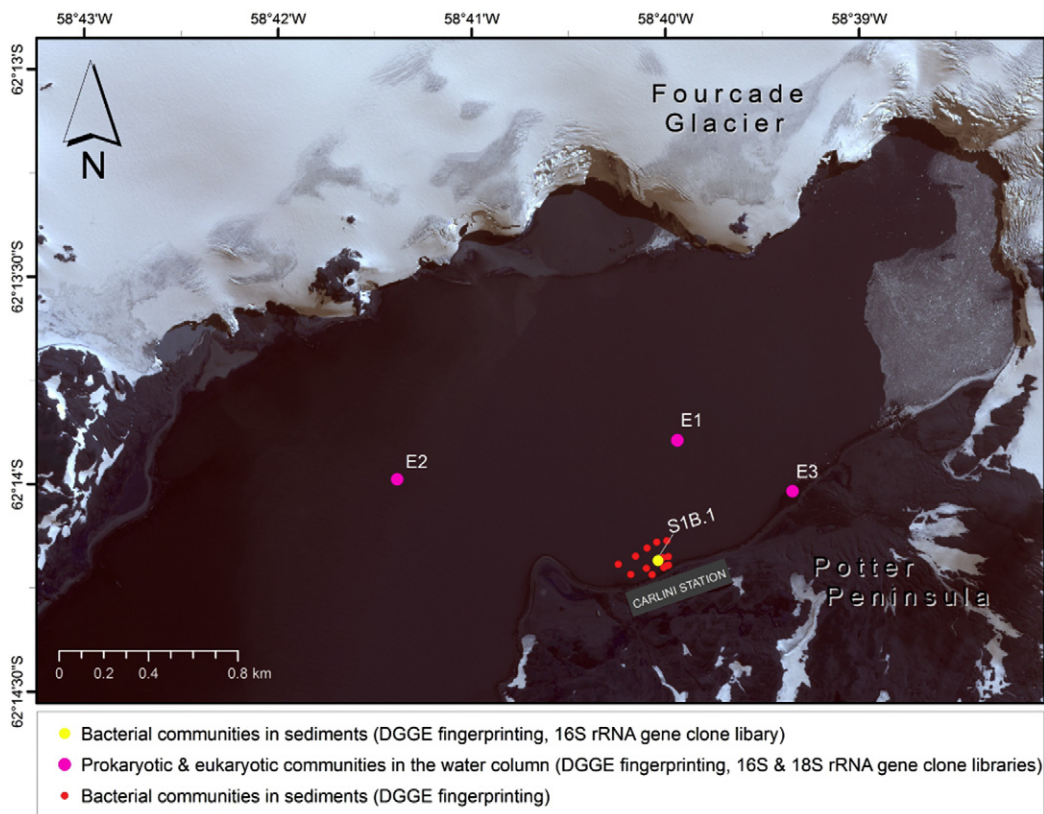 58°43'W 58°42'W 58°41'W 58°40'W 58°39'W
62°13'S
Fourcade
Glacier
N
62°13'30"S
E1
E2
E3
62°14'S
S1B.1
CARLINI STATION
Potter
Peninsula
0 0.4 0.4 0.8 km
62°14'30"S
Bacterial communities in sediments (DGGE fingerprinting, 16S rRNA gene clone libary)
Prokaryotic & eukaryotic communities in the water column (DGGE fingerprinting, 16S & 18S rRNA gene clone libraries)
Bacterial communities in sediments (DGGE fingerprinting)